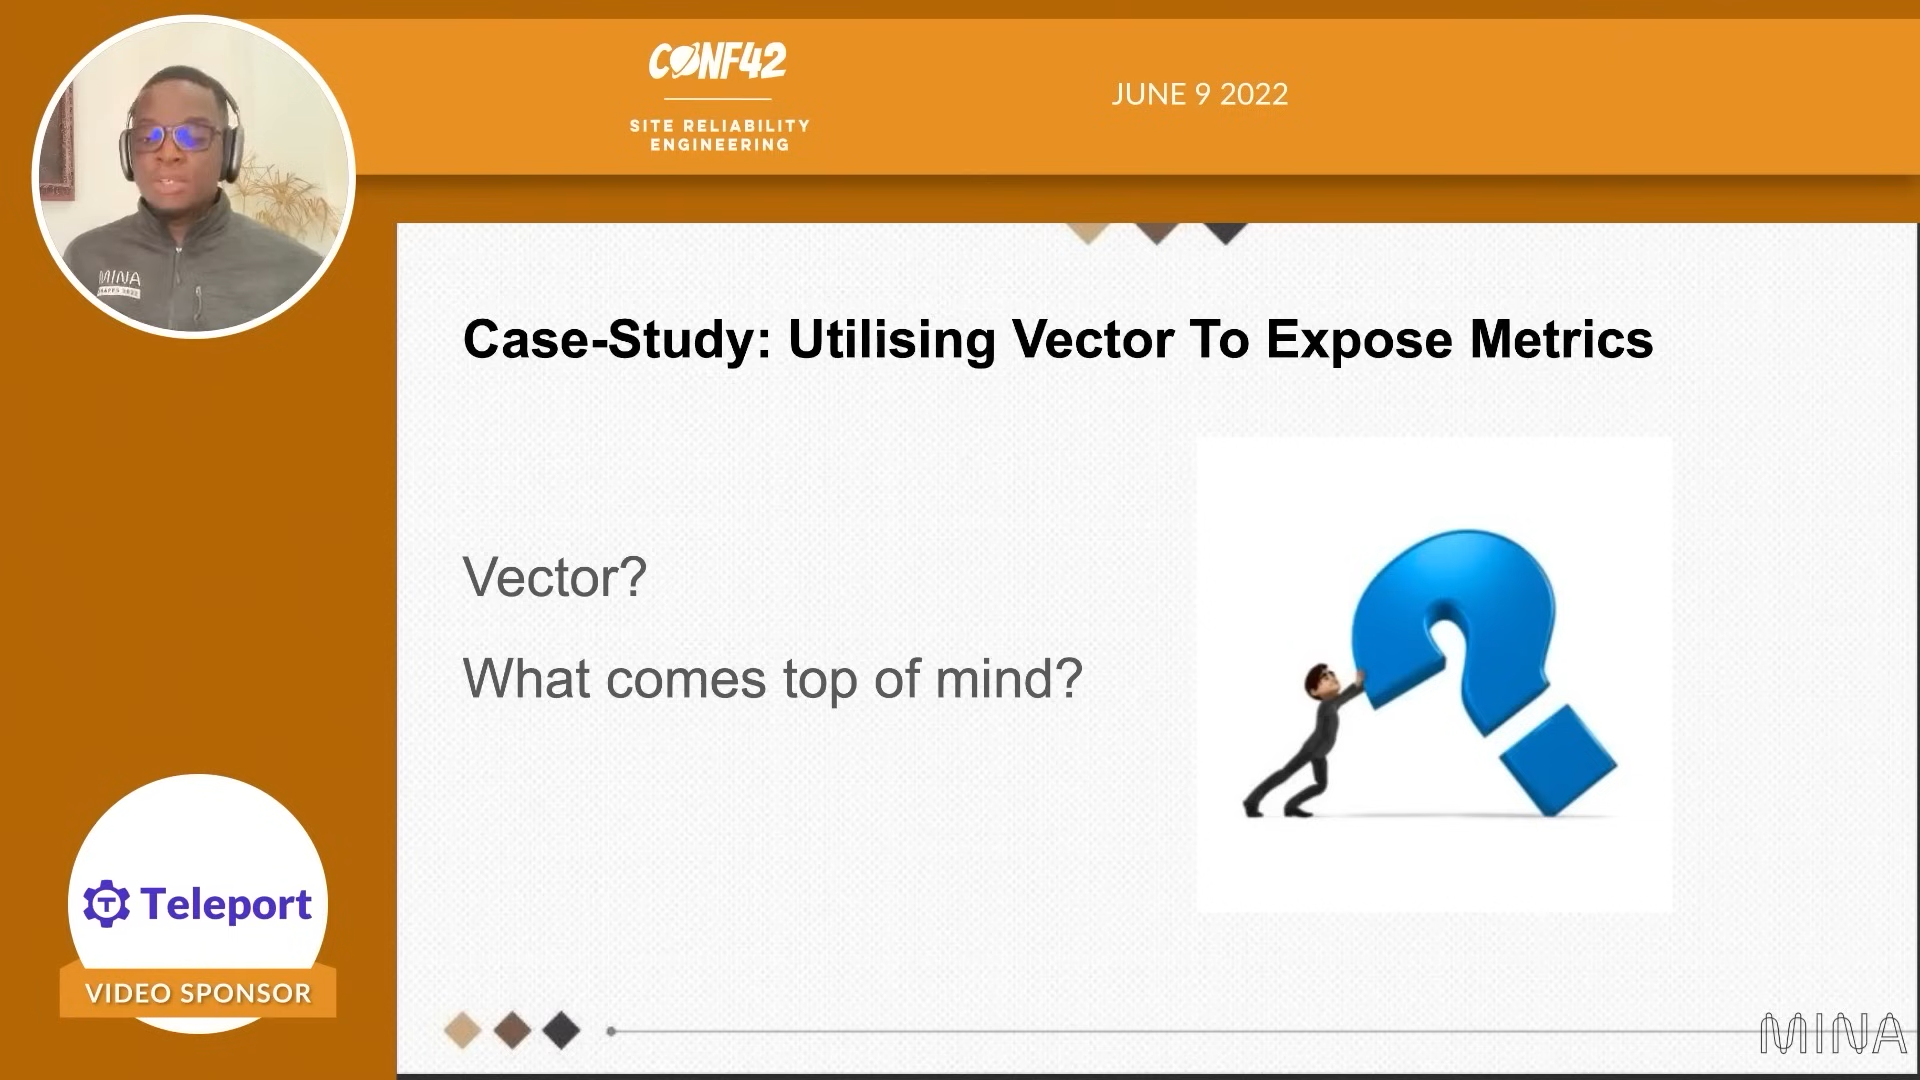 CONF42
SITE RELIABILITY
ENGINEERING
JUNE 9 2022
MINA
Case-Study: Utilising Vector To Expose Metrics
Vector?
What comes top of mind?
Teleport
VIDEO SPONSOR
MINA